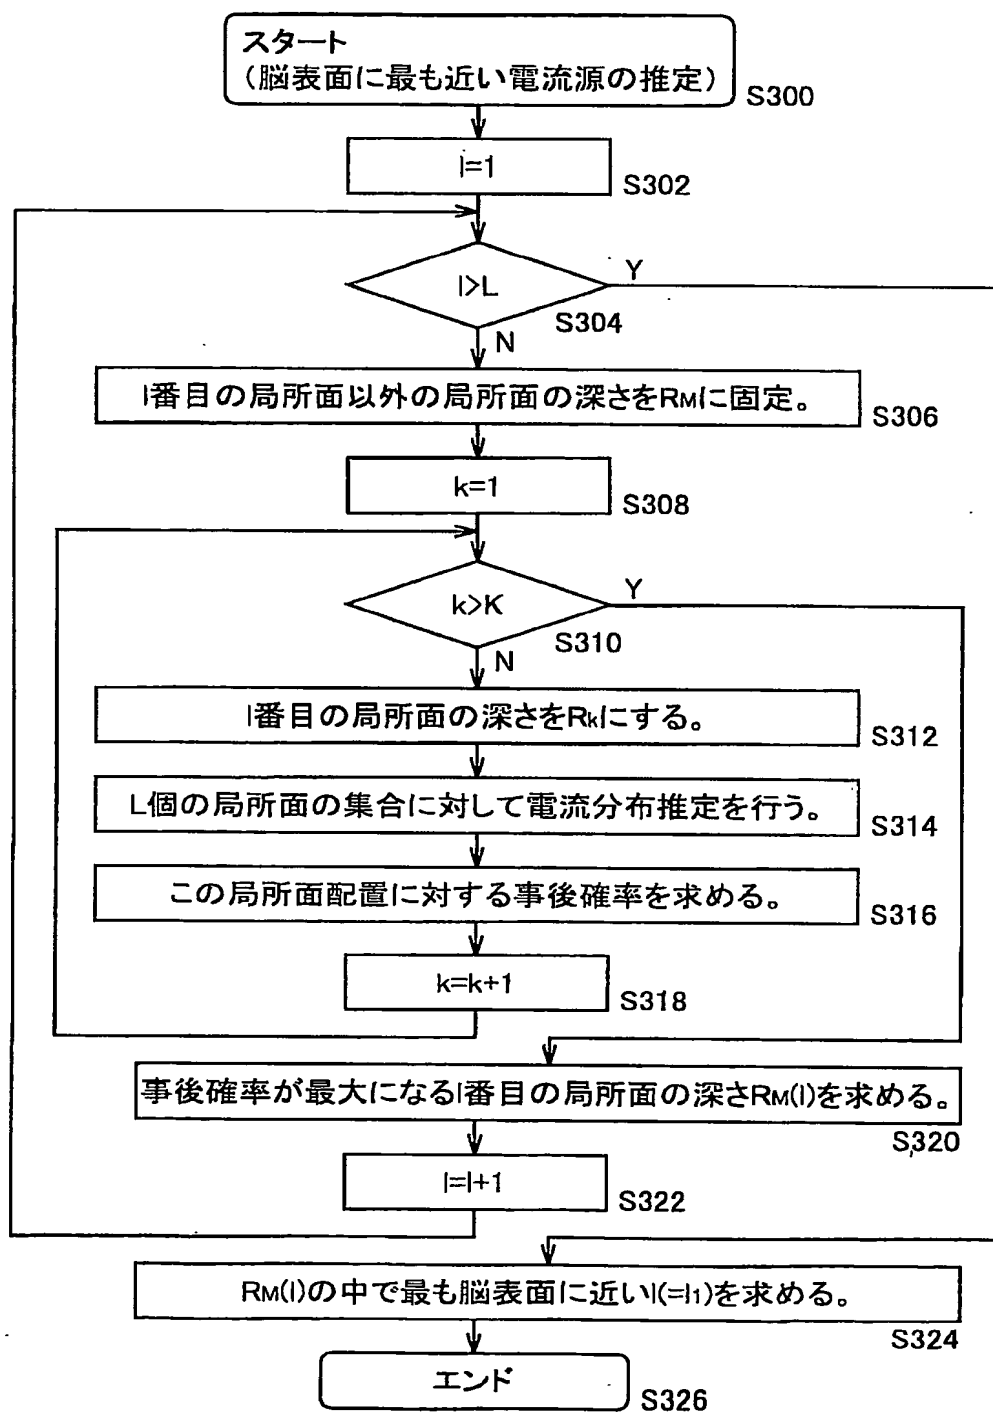 スタート
(脳表面に最も近い電流源の推定)
S300
l=1
S302
l>L
Y
S304
N
l番目の局所面以外の局所面の深さをRMに固定。
S306
k=1
S308
k>K
Y
S310
N
l番目の局所面の深さをRkにする。
S312
L個の局所面の集合に対して電流分布推定を行う。
S314
この局所面配置に対する事後確率を求める。
S316
k=k+1
S318
事後確率が最大になるl番目の局所面の深さRM(l)を求める。
S320
l=l+1
S322
RM(l)の中で最も脳表面に近いl(=l1)を求める。
S324
エンド
S326